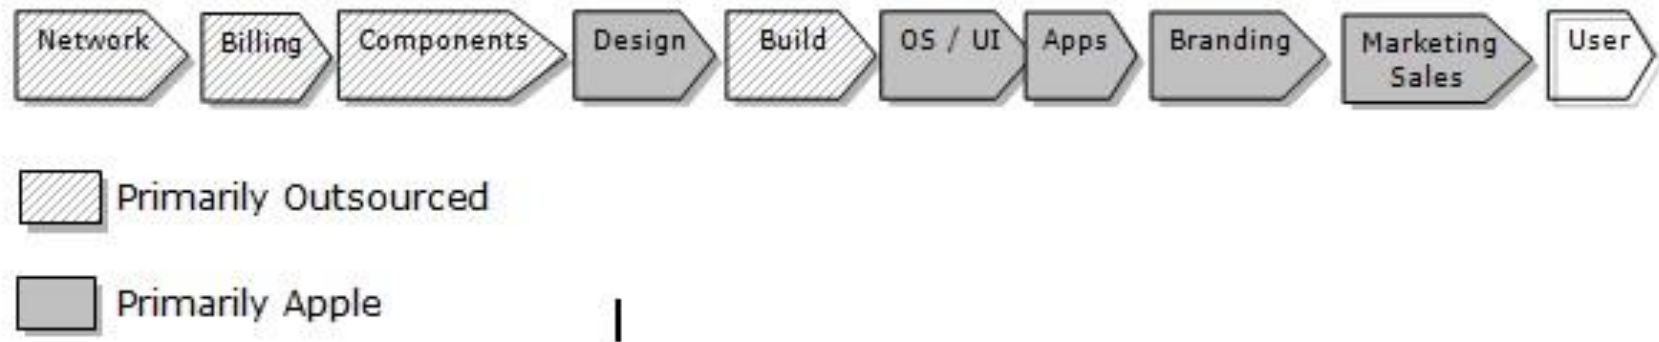 Network
Billing
Components
Design
Build
OS / UI
Apps
Branding
Marketing
Sales
User
Primarily Outsourced
Primarily Apple